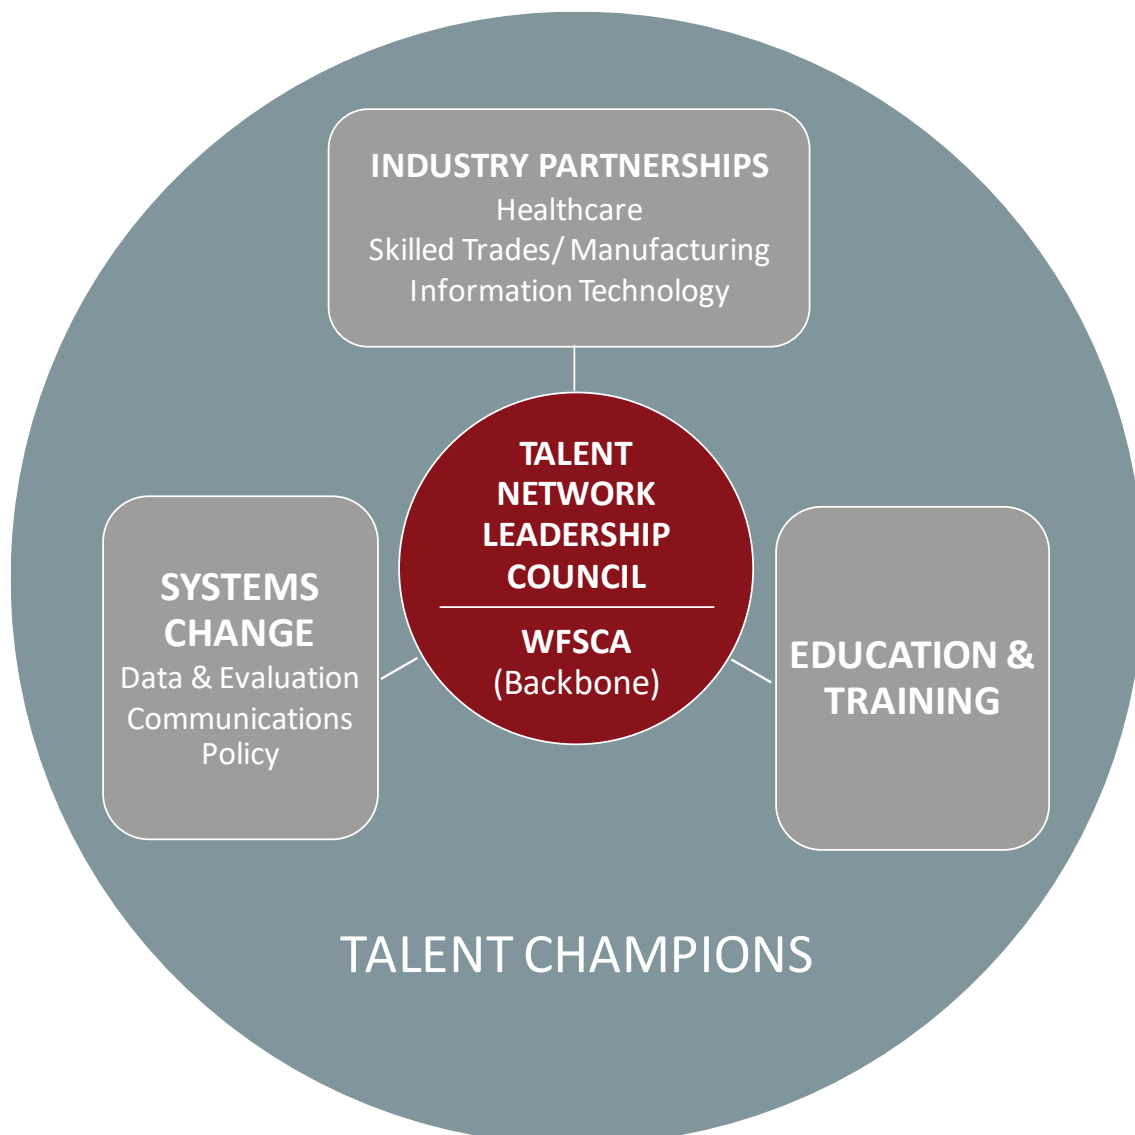 INDUSTRY PARTNERSHIPS
Healthcare
Skilled Trades/ Manufacturing
Information Technology
TALENT
NETWORK
LEADERSHIP
COUNCIL
WFSCA
(Backbone)
SYSTEMS
CHANGE
Data & Evaluation
Communications
Policy
EDUCATION &
TRAINING
TALENT CHAMPIONS